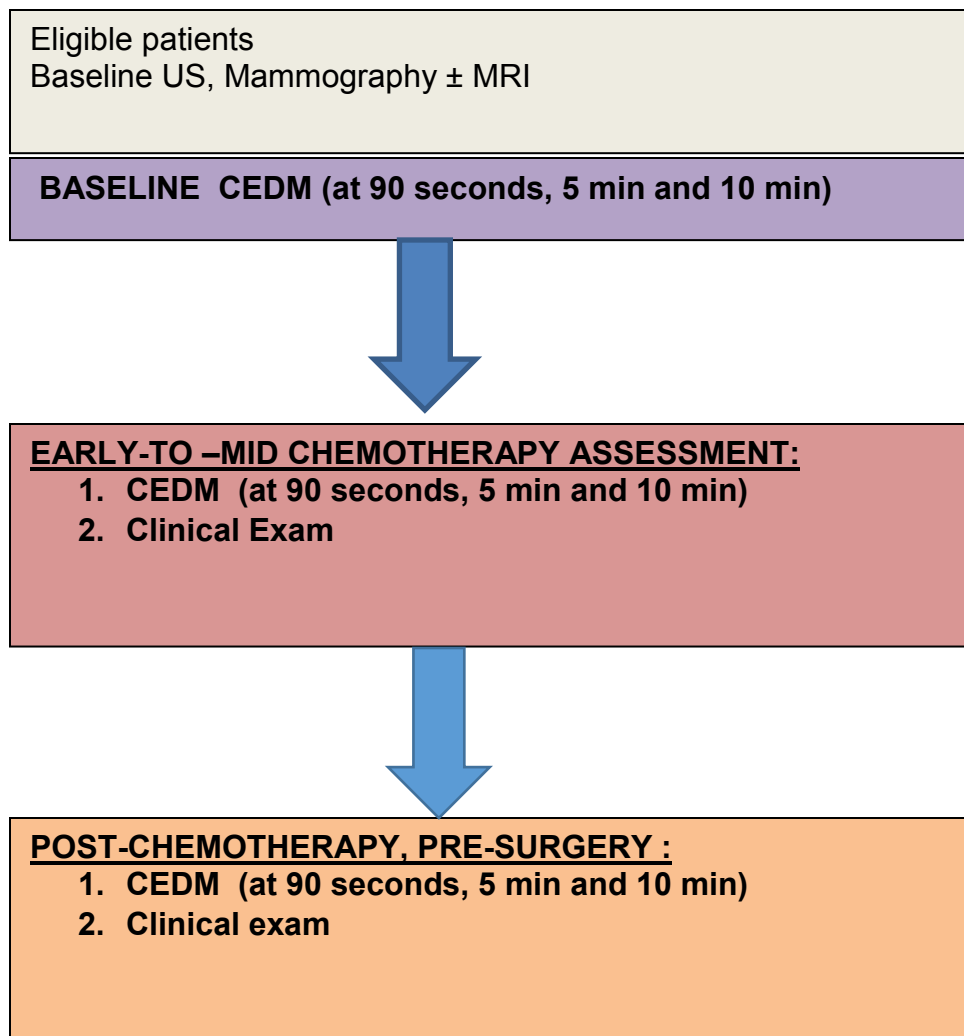 Eligible patients
Baseline US, Mammography ± MRI
BASELINE CEDM (at 90 seconds, 5 min and 10 min)
EARLY-TO –MID CHEMOTHERAPY ASSESSMENT:
1. CEDM (at 90 seconds, 5 min and 10 min)
2. Clinical Exam
POST-CHEMOTHERAPY, PRE-SURGERY :
1. CEDM (at 90 seconds, 5 min and 10 min)
2. Clinical exam